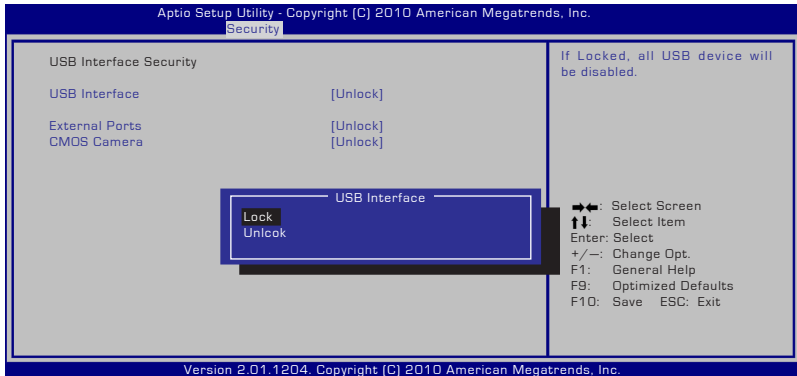 Aptio Setup Utility - Copyright (C) 2010 American Megatrends, Inc.
Security
USB Interface Security
USB Interface [Unlock]
External Ports [Unlock]
CMOS Camera [Unlock]
If Locked, all USB device will
be disabled.
USB Interface
Lock
Unlcok
→←: Select Screen
↑↓: Select Item
Enter: Select
+/—: Change Opt.
F1: General Help
F9: Optimized Defaults
F10: Save ESC: Exit
Version 2.01.1204. Copyright (C) 2010 American Megatrends, Inc.